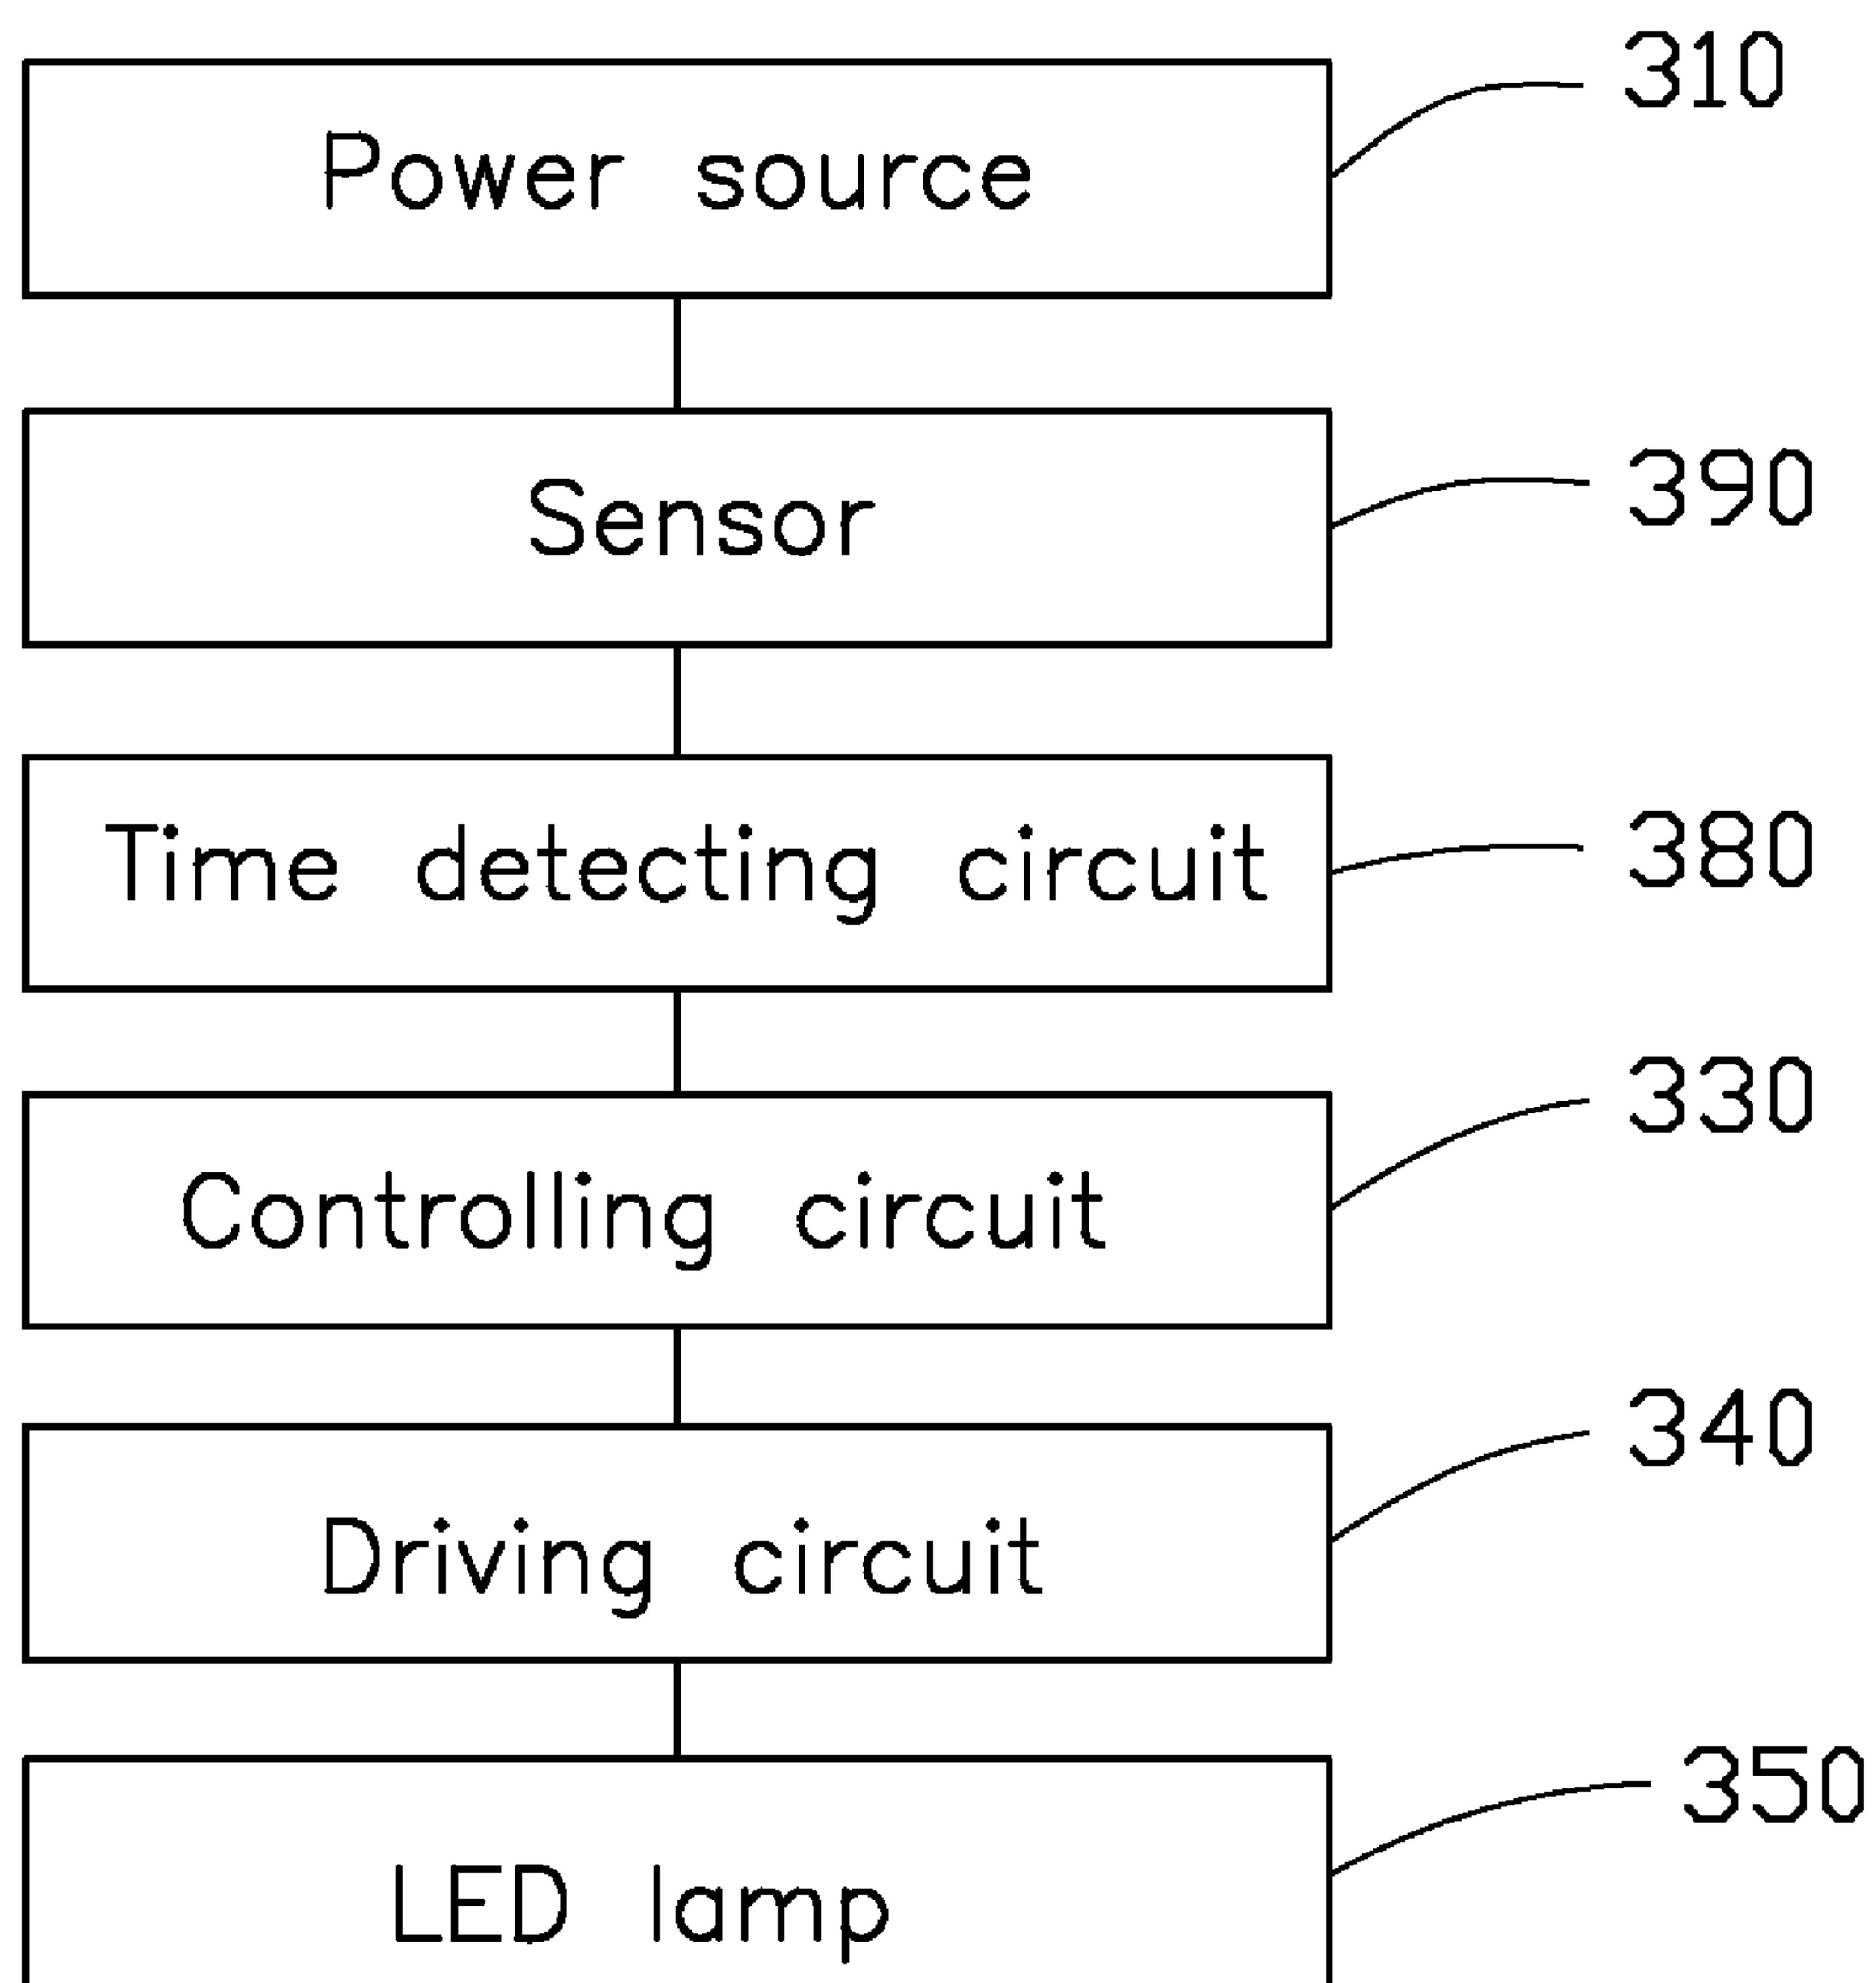 310
Power source
390
Sensor
380
Time detecting circuit
330
Controlling circuit
340
Driving circuit
350
LED lamp